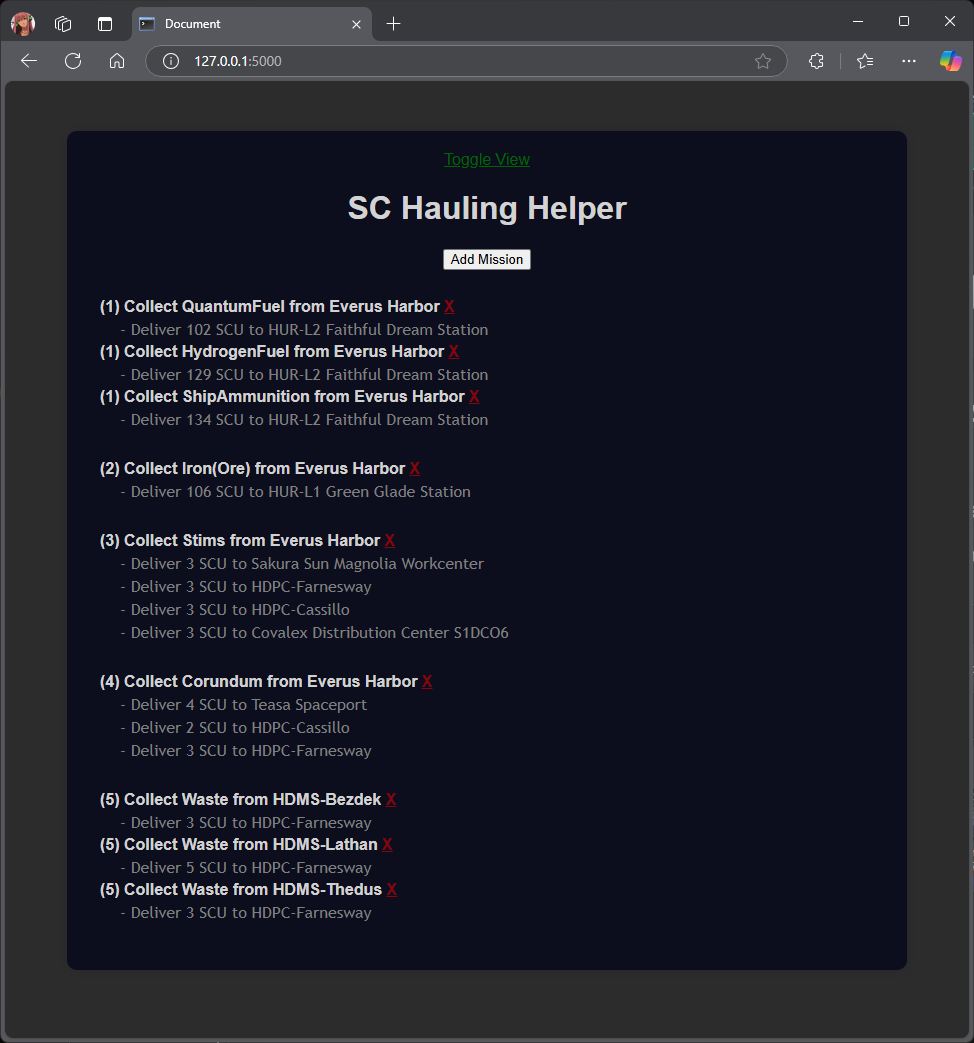 Document
127.0.0.1:5000
Toggle View
SC Hauling Helper
Add Mission
(1) Collect QuantumFuel from Everus Harbor X
- Deliver 102 SCU to HUR-L2 Faithful Dream Station
(1) Collect HydrogenFuel from Everus Harbor X
- Deliver 129 SCU to HUR-L2 Faithful Dream Station
(1) Collect ShipAmmunition from Everus Harbor X
- Deliver 134 SCU to HUR-L2 Faithful Dream Station
(2) Collect Iron(Ore) from Everus Harbor X
- Deliver 106 SCU to HUR-L1 Green Glade Station
(3) Collect Stims from Everus Harbor X
- Deliver 3 SCU to Sakura Sun Magnolia Workcenter
- Deliver 3 SCU to HDPC-Farnesway
- Deliver 3 SCU to HDPC-Cassillo
- Deliver 3 SCU to Covalex Distribution Center S1DCO6
(4) Collect Corundum from Everus Harbor X
- Deliver 4 SCU to Teasa Spaceport
- Deliver 2 SCU to HDPC-Cassillo
- Deliver 3 SCU to HDPC-Farnesway
(5) Collect Waste from HDMS-Bezdek X
- Deliver 3 SCU to HDPC-Farnesway
(5) Collect Waste from HDMS-Lathan X
- Deliver 5 SCU to HDPC-Farnesway
(5) Collect Waste from HDMS-Thedus X
- Deliver 3 SCU to HDPC-Farnesway